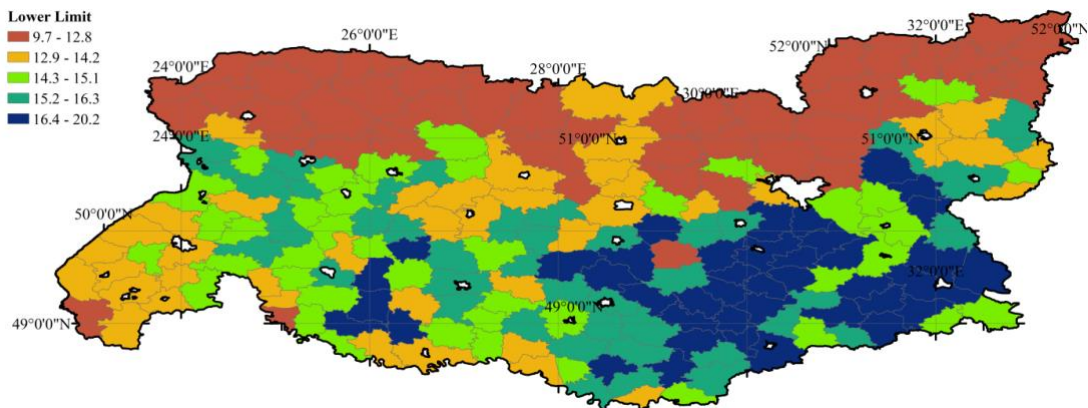 Lower Limit
9.7 - 12.8
12.9 - 14.2
14.3 - 15.1
15.2 - 16.3
16.4 - 20.2
26°0'0"E
32°0'0"E
52°0'0"N
52°0'0"N
24°0'0"E
28°0'0"E
30°0'0"E
24°0'0"E
51°0'0"N
51°0'0"N
50°0'0"N
32°0'0"E
49°0'0"N
49°0'0"N